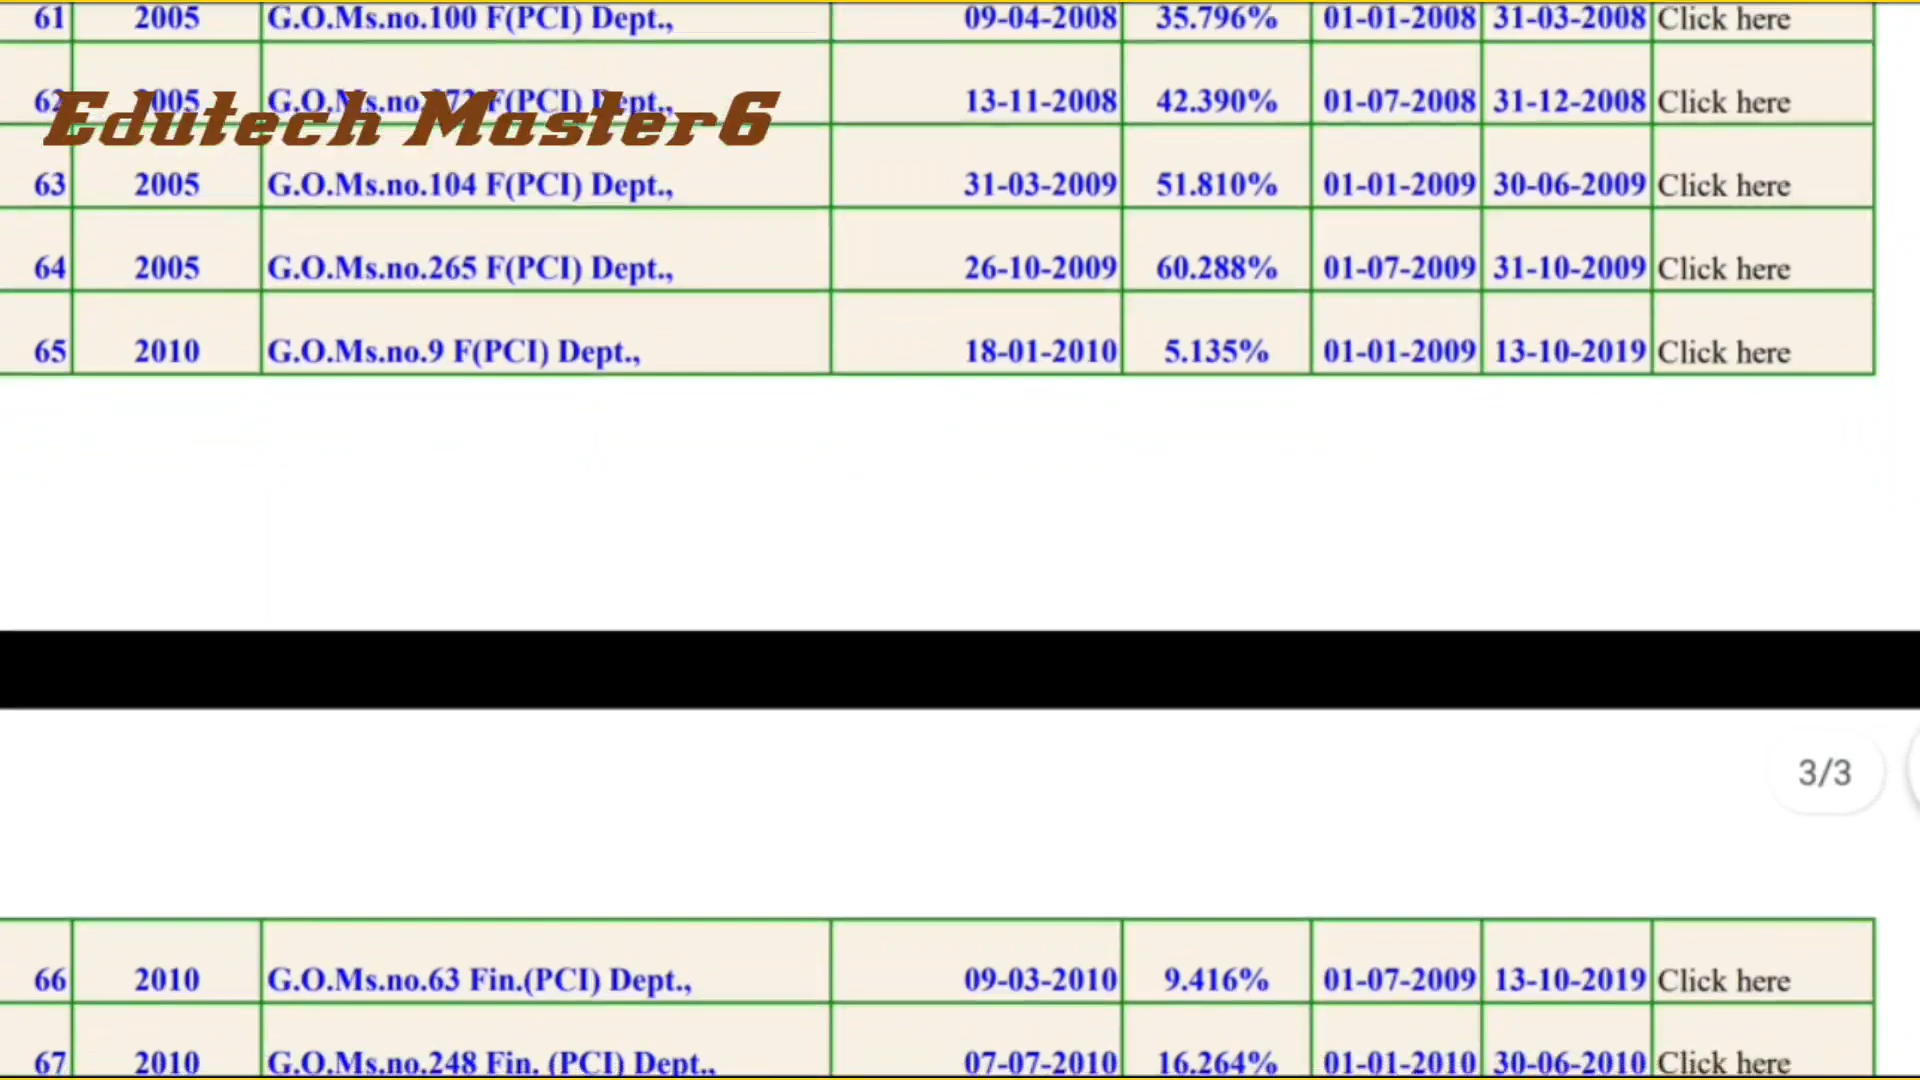 61 2005 G.O.Ms.no.100 F(PCI) Dept., 09-04-2008 35.796% 01-01-2008 31-03-2008 Click here
62 2005 G.O.Ms.no. F(PCI) Dept., 13-11-2008 42.390% 01-07-2008 31-12-2008 Click here
Edutech Master6
63 2005 G.O.Ms.no.104 F(PCI) Dept., 31-03-2009 51.810% 01-01-2009 30-06-2009 Click here
64 2005 G.O.Ms.no.265 F(PCI) Dept., 26-10-2009 60.288% 01-07-2009 31-10-2009 Click here
65 2010 G.O.Ms.no.9 F(PCI) Dept., 18-01-2010 5.135% 01-01-2009 13-10-2019 Click here
3/3
66 2010 G.O.Ms.no.63 Fin.(PCI) Dept., 09-03-2010 9.416% 01-07-2009 13-10-2019 Click here
67 2010 G.O.Ms.no.248 Fin. (PCI) Dept., 07-07-2010 16.264% 01-01-2010 30-06-2010 Click here